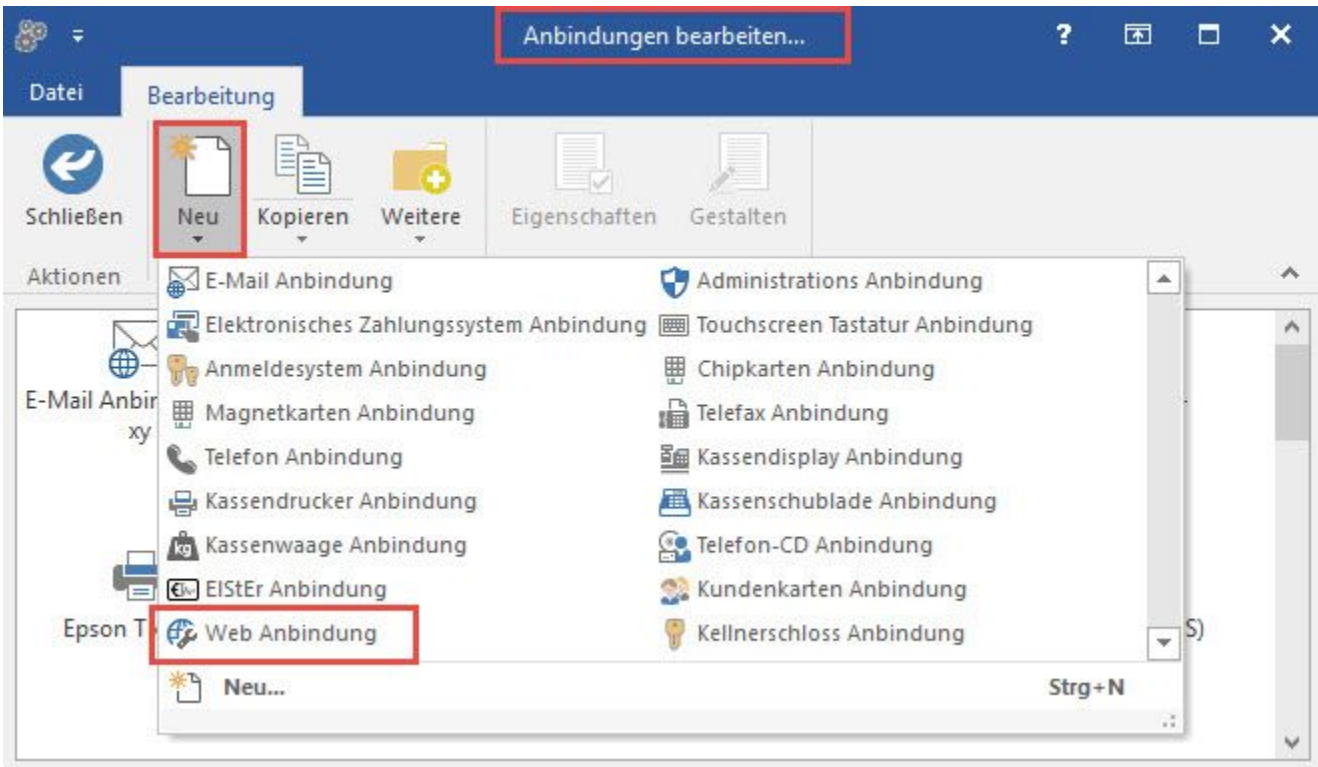 Anbindungen bearbeiten...
?
Datei Bearbeitung
Schließen Neu Kopieren Weitere Eigenschaften Gestalten
Aktionen
E-Mail Anbindung Administrations Anbindung
Elektronisches Zahlungssystem Anbindung Touchscreen Tastatur Anbindung
Anmeldesystem Anbindung Chipkarten Anbindung
Magnetkarten Anbindung Telefax Anbindung
Telefon Anbindung Kassendisplay Anbindung
Kassendrucker Anbindung Kassenschublade Anbindung
kg Kassenwaage Anbindung Telefon-CD Anbindung
ElStEr Anbindung Kundenkarten Anbindung
Web Anbindung Kellnerschloss Anbindung
Neu... Strg+N
E-Mail Anbin
xy
Epson T S)